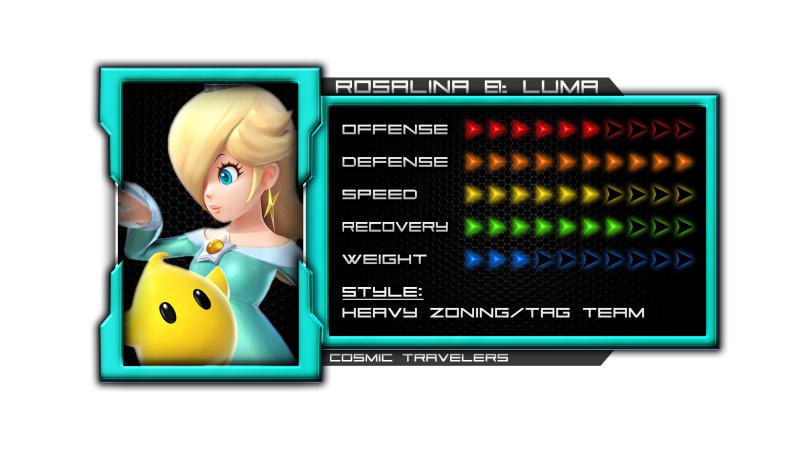 ROSALINA & LUMA
OFFENSE
DEFENSE
SPEED
RECOVERY
WEIGHT
STYLE:
HEAVY ZONING/TAG TEAM
COSMIC TRAVELERS